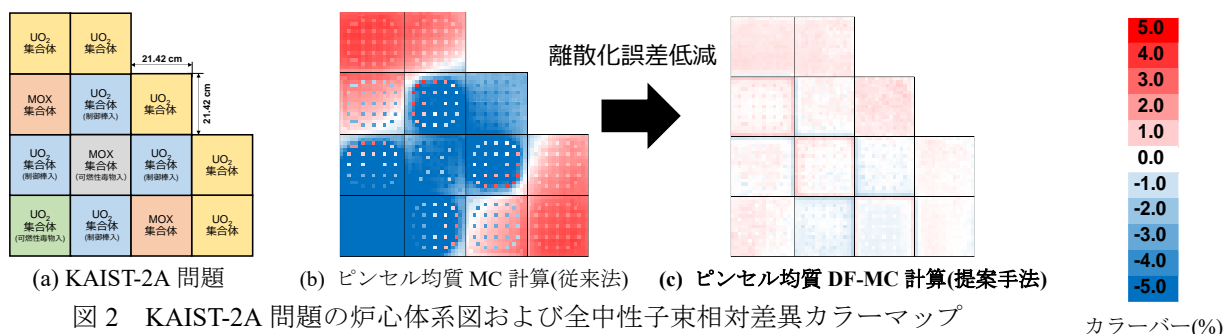 UO2
集合体
UO2
集合体
21.42 cm
MOX
集合体
UO2
集合体
(制御棒入)
UO2
集合体
21.42 cm
UO2
集合体
(制御棒入)
MOX
集合体
(可燃性毒物入)
UO2
集合体
(制御棒入)
UO2
集合体
UO2
集合体
(可燃性毒物入)
UO2
集合体
(制御棒入)
MOX
集合体
UO2
集合体
離散化誤差低減
5.0
4.0
3.0
2.0
1.0
0.0
-1.0
-2.0
-3.0
-4.0
-5.0
(a) KAIST-2A 問題
(b) ピンセル均質 MC 計算(従来法)
(c) ピンセル均質 DF-MC 計算(提案手法)
図 2 KAIST-2A 問題の炉心体系図および全中性子束相対差異カラーマップ
カラーバー(%)